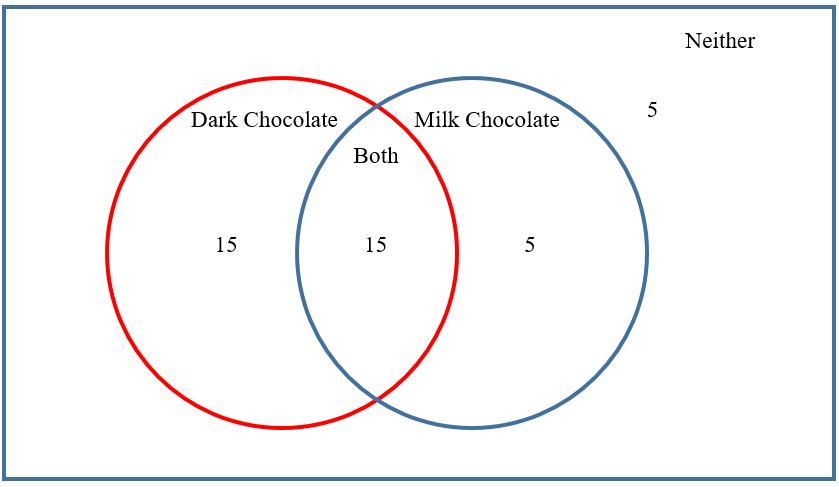 Neither
5
Dark Chocolate
Milk Chocolate
Both
15
15
5